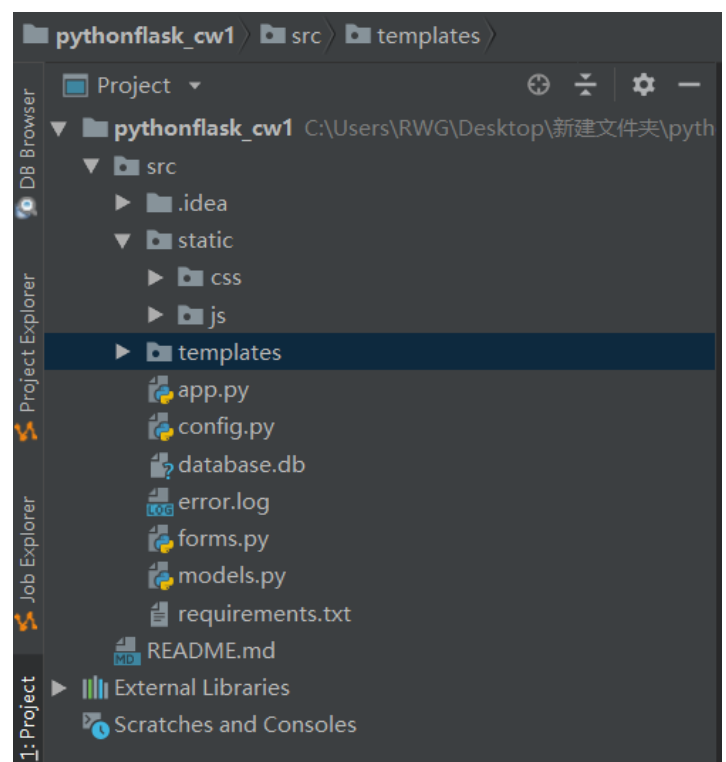 pythonflask_cw1 src templates
Project
pythonflask_cw1 C:\Users\RWG\Desktop\新建文件夹\pyth
src
.idea
static
css
js
templates
app.py
config.py
database.db
LOG error.log
forms.py
models.py
requirements.txt
MD README.md
External Libraries
Scratches and Consoles
DB Browser
Project Explorer
Job Explorer
1: Project